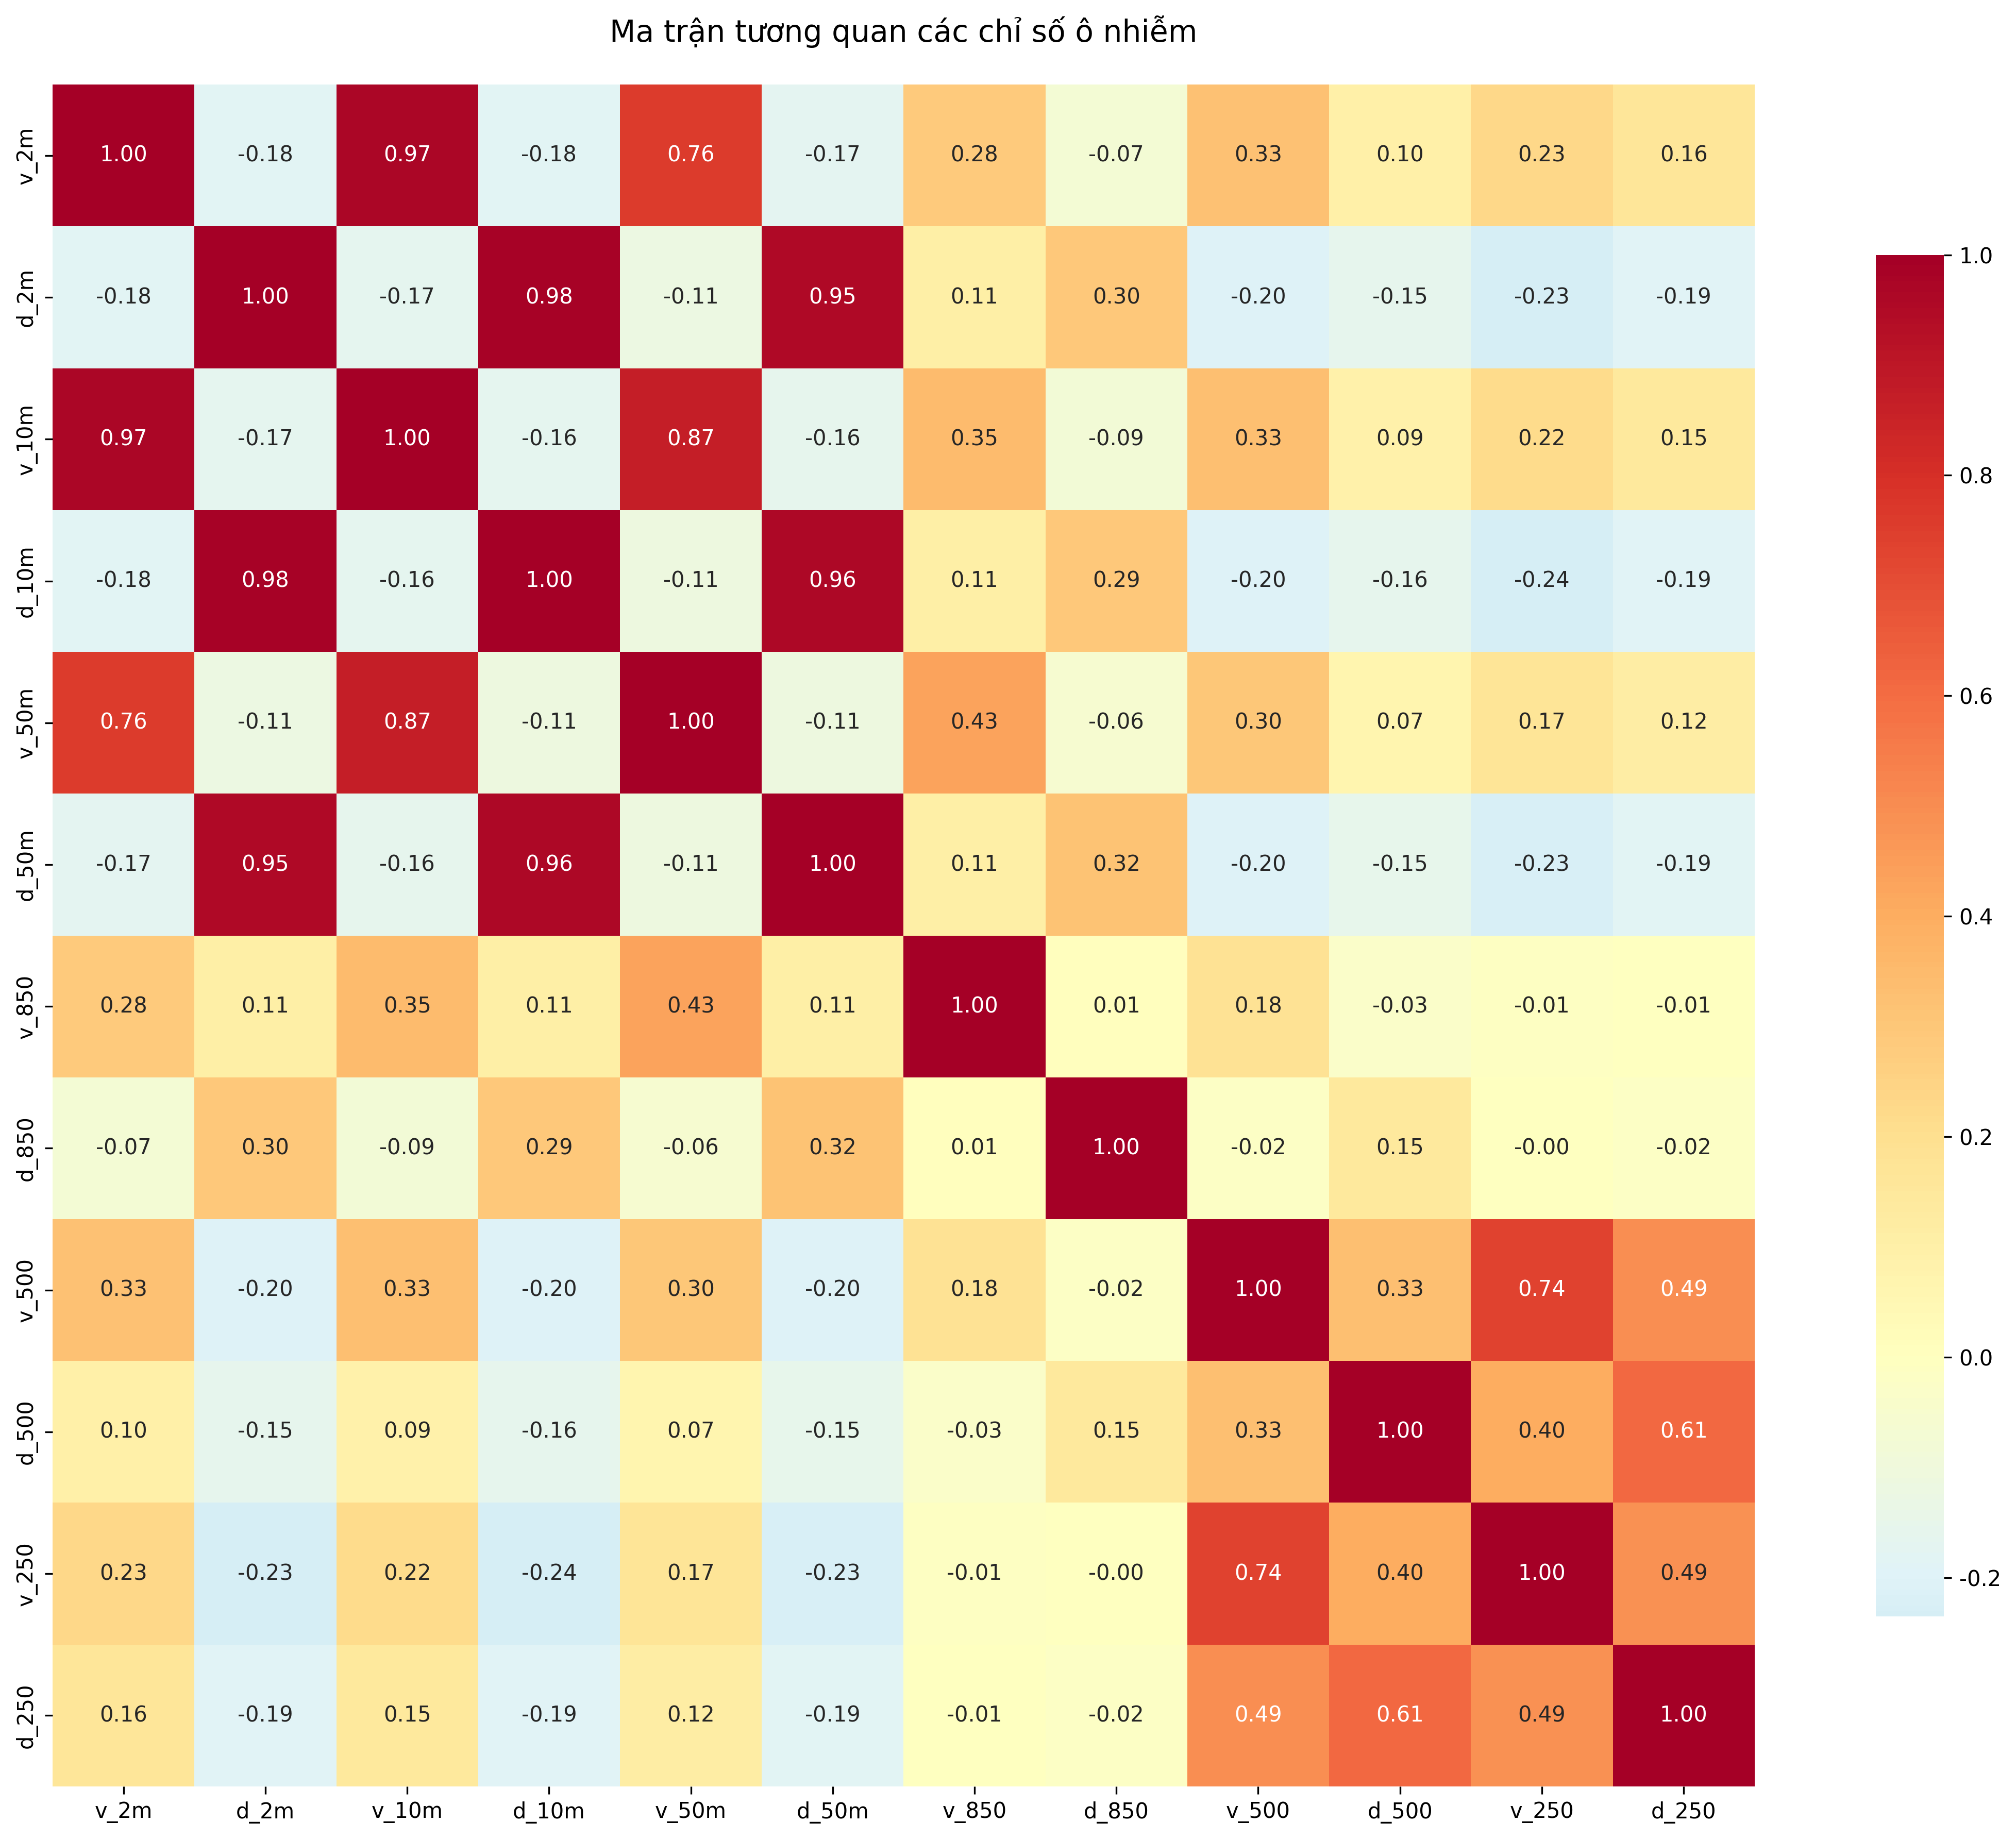 Ma trận tương quan các chỉ số ô nhiễm
v_2m 1.00 -0.18 0.97 -0.18 0.76 -0.17 0.28 -0.07 0.33 0.10 0.23 0.16
d_2m -0.18 1.00 -0.17 0.98 -0.11 0.95 0.11 0.30 -0.20 -0.15 -0.23 -0.19
v_10m 0.97 -0.17 1.00 -0.16 0.87 -0.16 0.35 -0.09 0.33 0.09 0.22 0.15
d_10m -0.18 0.98 -0.16 1.00 -0.11 0.96 0.11 0.29 -0.20 -0.16 -0.24 -0.19
v_50m 0.76 -0.11 0.87 -0.11 1.00 -0.11 0.43 -0.06 0.30 0.07 0.17 0.12
d_50m -0.17 0.95 -0.16 0.96 -0.11 1.00 0.11 0.32 -0.20 -0.15 -0.23 -0.19
v_850 0.28 0.11 0.35 0.11 0.43 0.11 1.00 0.01 0.18 -0.03 -0.01 -0.01
d_850 -0.07 0.30 -0.09 0.29 -0.06 0.32 0.01 1.00 -0.02 0.15 -0.00 -0.02
v_500 0.33 -0.20 0.33 -0.20 0.30 -0.20 0.18 -0.02 1.00 0.33 0.74 0.49
d_500 0.10 -0.15 0.09 -0.16 0.07 -0.15 -0.03 0.15 0.33 1.00 0.40 0.61
v_250 0.23 -0.23 0.22 -0.24 0.17 -0.23 -0.01 -0.00 0.74 0.40 1.00 0.49
d_250 0.16 -0.19 0.15 -0.19 0.12 -0.19 -0.01 -0.02 0.49 0.61 0.49 1.00
v_2m d_2m v_10m d_10m v_50m d_50m v_850 d_850 v_500 d_500 v_250 d_250
1.0
0.8
0.6
0.4
0.2
0.0
-0.2